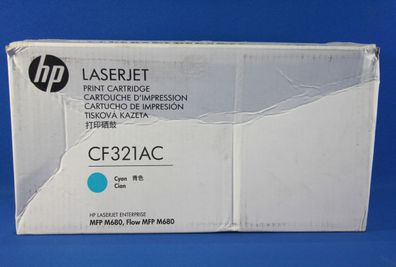 hp
LASERJET
PRINT CARTRIDGE
CARTOUCHE D'IMPRESSION
CARTUCHO DE IMPRESIÓN
TISKOVÁ KAZETA
打印硒鼓
CF321AC
Cyan 青色
Cian
HP LASERJET ENTERPRISE
MFP M680, Flow MFP M680